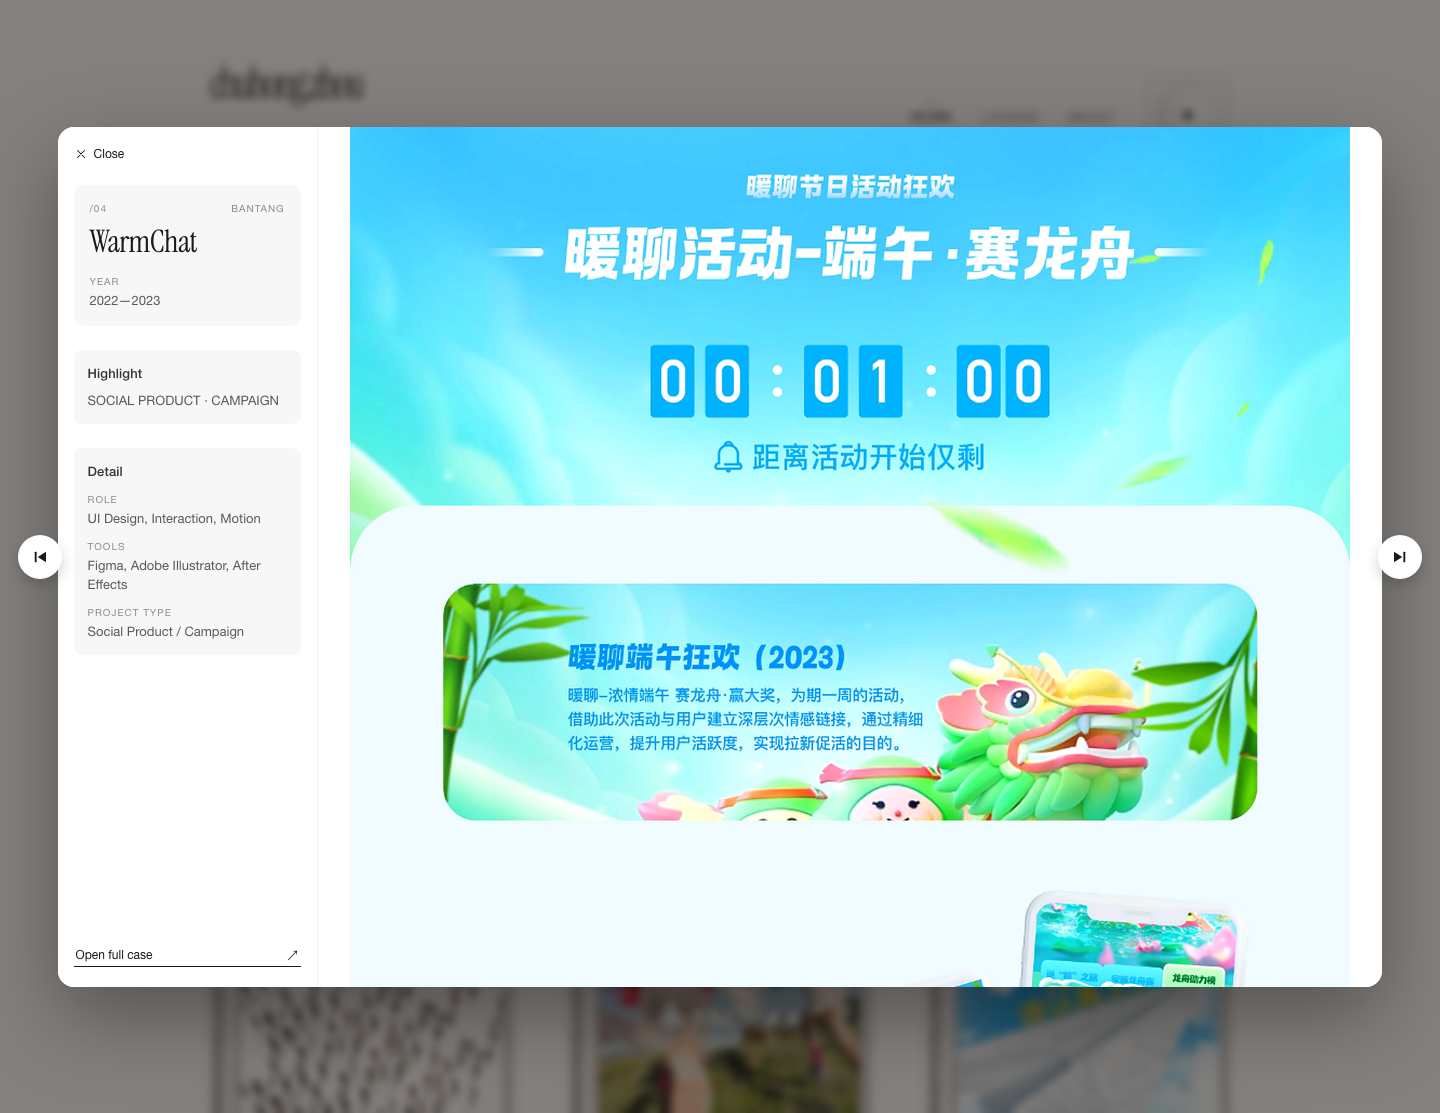 chuhongzhou
WORK
ABOUT
Close
/04 BANTANG
WarmChat
YEAR
2022—2023
Highlight
SOCIAL PRODUCT · CAMPAIGN
Detail
ROLE
UI Design, Interaction, Motion
TOOLS
Figma, Adobe Illustrator, After
Effects
PROJECT TYPE
Social Product / Campaign
Open full case
暖聊节日活动狂欢
暖聊活动-端午·赛龙舟
00:01:00
距离活动开始仅剩
暖聊端午狂欢（2023）
暖聊-浓情端午 赛龙舟·赢大奖，为期一周的活动，
借助此次活动与用户建立深层次情感链接，通过精细
化运营，提升用户活跃度，实现拉新促活的目的。
龙舟助力榜